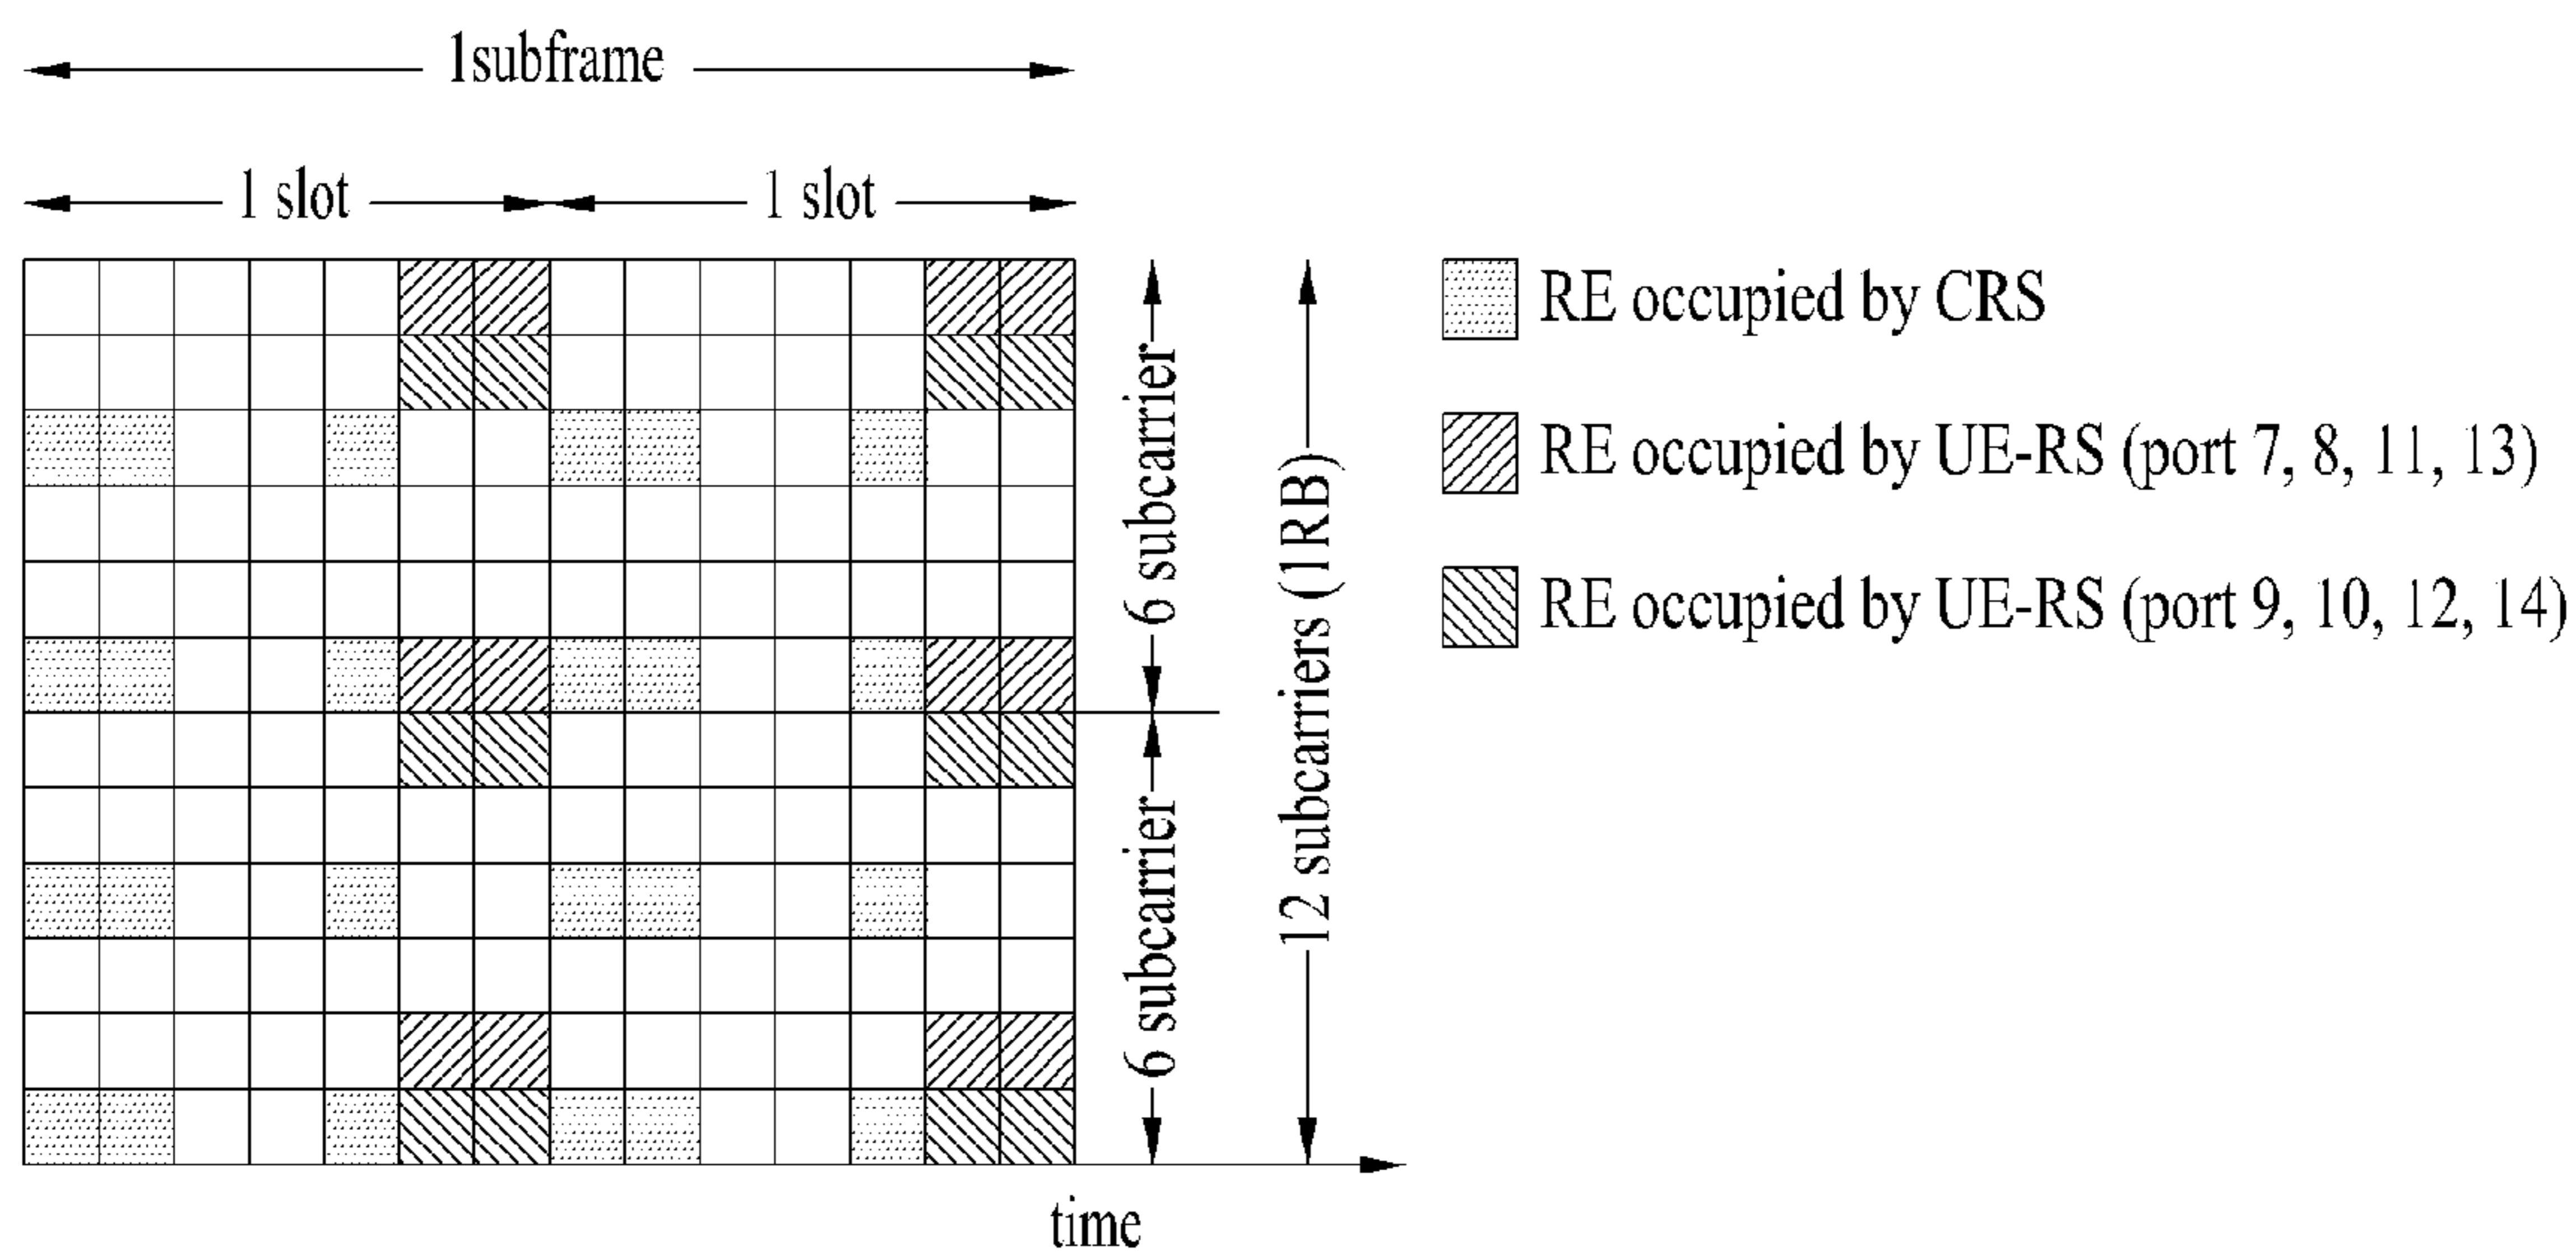 1subframe
1 slot
1 slot
6 subcarrier
6 subcarrier
12 subcarriers (1RB)
RE occupied by CRS
RE occupied by UE-RS (port 7, 8, 11, 13)
RE occupied by UE-RS (port 9, 10, 12, 14)
time